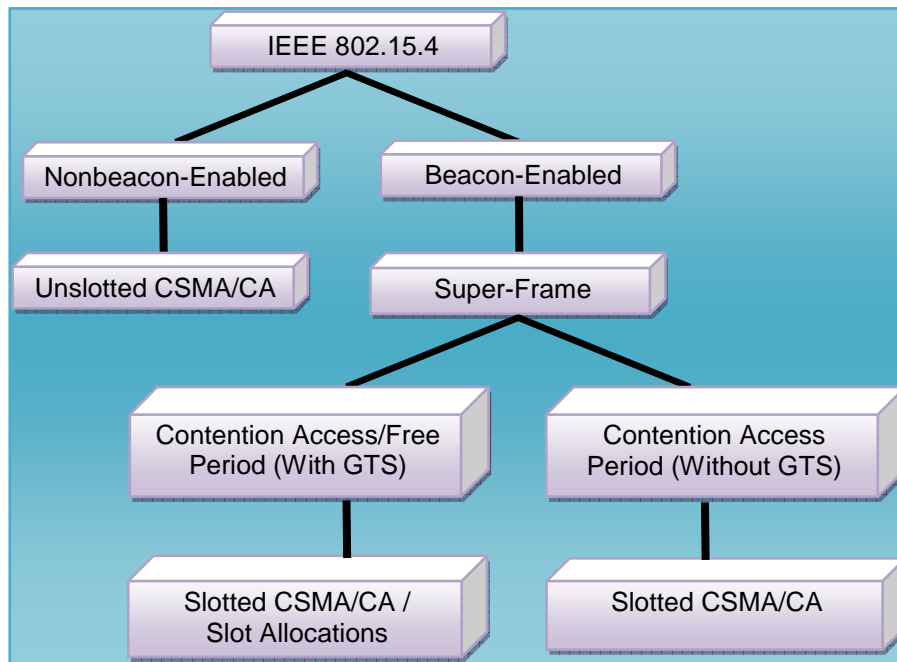 IEEE 802.15.4
Nonbeacon-Enabled
Beacon-Enabled
Unslotted CSMA/CA
Super-Frame
Contention Access/Free
Period (With GTS)
Contention Access
Period (Without GTS)
Slotted CSMA/CA /
Slot Allocations
Slotted CSMA/CA